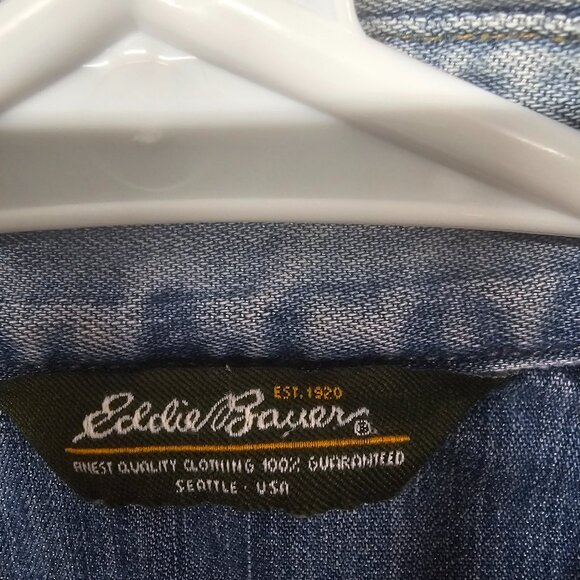 EST. 1920
Eddie Bauer ®
FINEST QUALITY CLOTHING 100% GUARANTEED
SEATTLE · USA